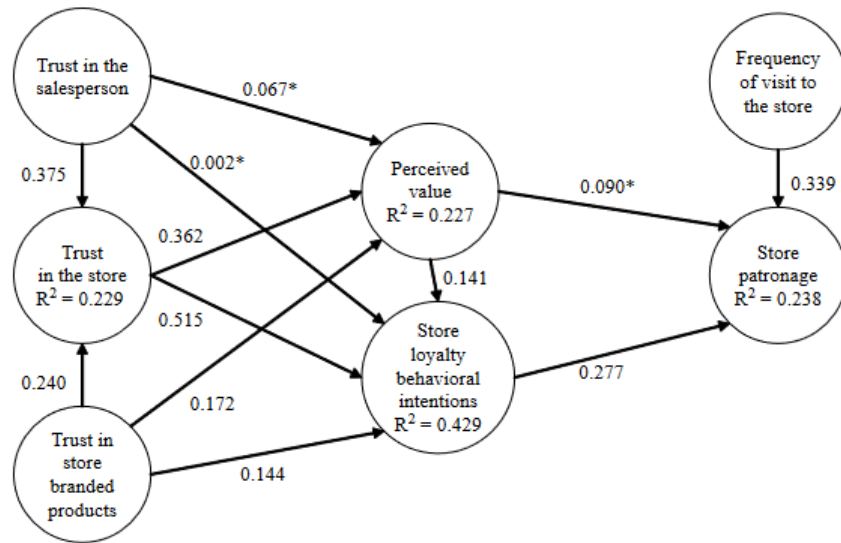 Trust in the
salesperson
Frequency
of visit to
the store
0.067*
0.002*
0.375
Perceived
value
R² = 0.227
0.090*
0.339
Trust
in the store
R² = 0.229
0.362
0.515
0.141
Store
patronage
R² = 0.238
Store
loyalty
behavioral
intentions
R² = 0.429
0.240
0.172
0.277
Trust in
store
branded
products
0.144